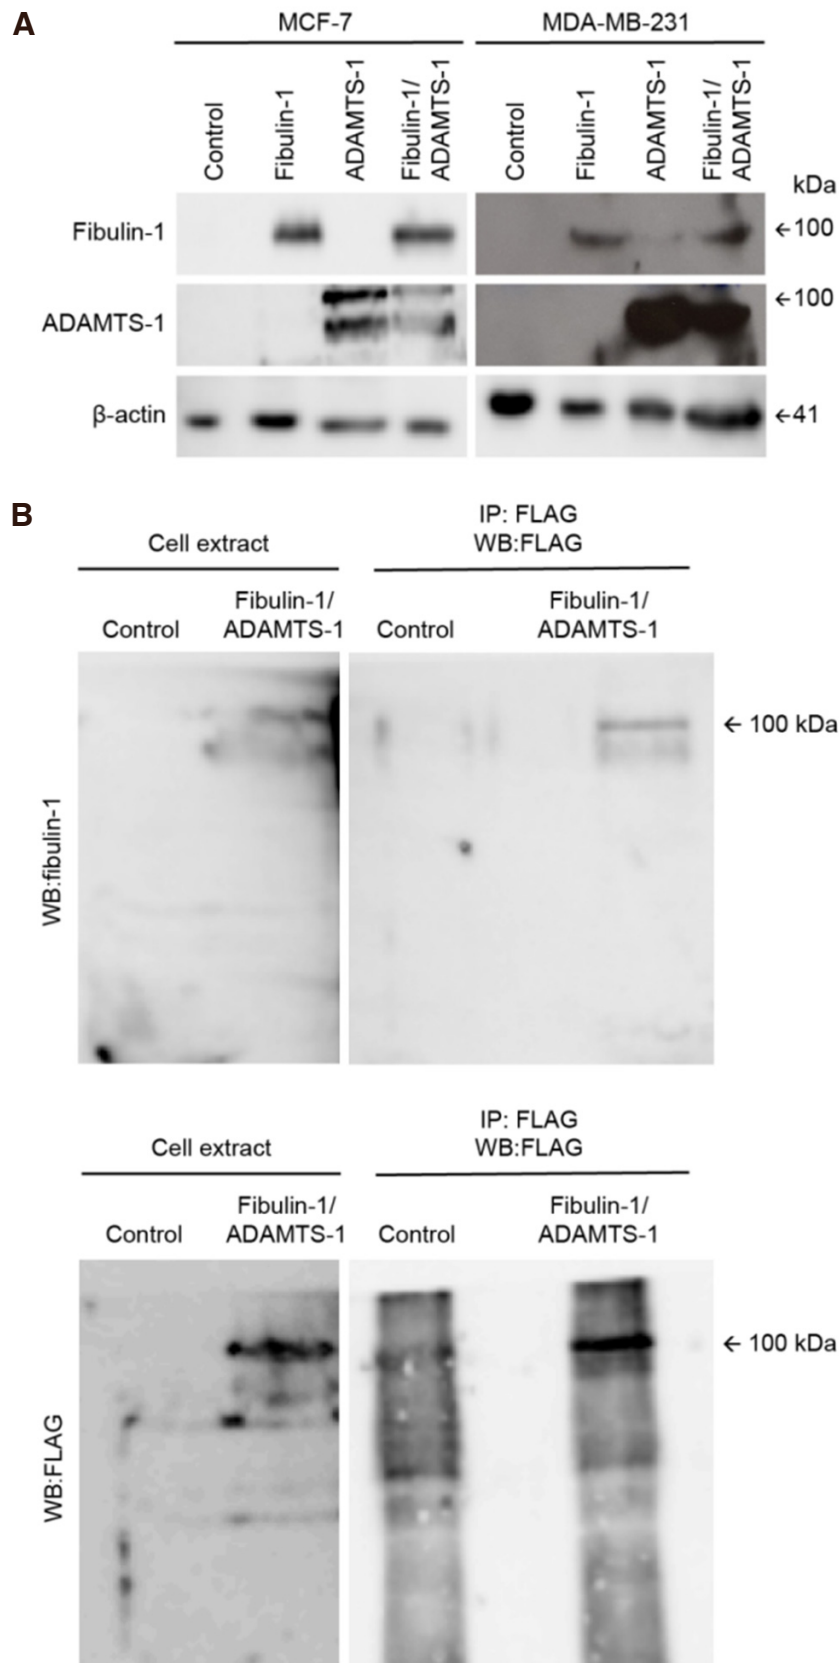 A
MCF-7
MDA-MB-231
Control
Fibulin-1
ADAMTS-1
Fibulin-1/
ADAMTS-1
Control
Fibulin-1
ADAMTS-1
Fibulin-1/
ADAMTS-1
kDa
Fibulin-1
←100
ADAMTS-1
←100
β-actin
←41
B
Cell extract
IP: FLAG
WB:FLAG
Control
Fibulin-1/
ADAMTS-1
Control
Fibulin-1/
ADAMTS-1
WB:fibulin-1
← 100 kDa
Cell extract
IP: FLAG
WB:FLAG
Control
Fibulin-1/
ADAMTS-1
Control
Fibulin-1/
ADAMTS-1
WB:FLAG
← 100 kDa